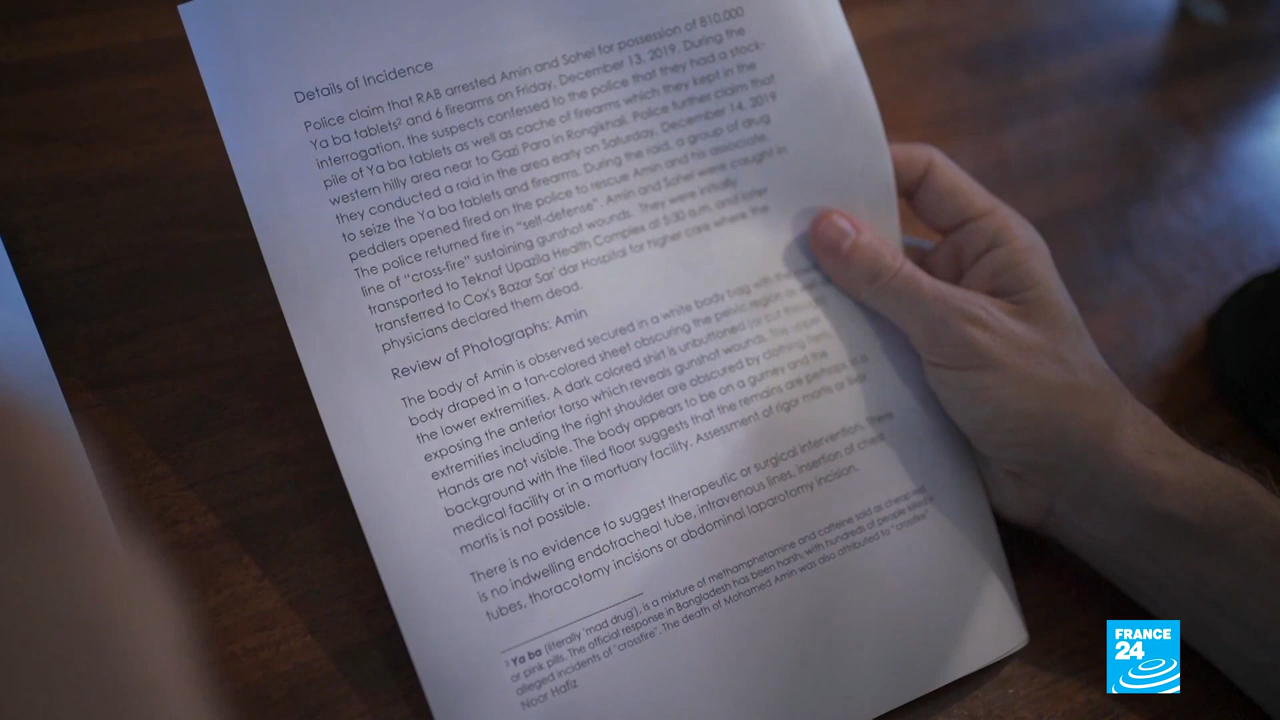 Details of Incidence
Police claim that RAB arrested Amin and Sohel for possession of 810,000
Ya ba tablets² and 6 firearms on Friday, December 13, 2019. During the
interrogation, the suspects confessed to the police that they had a stock-
pile of Ya ba tablets as well as cache of firearms which they kept in the
western hilly area near to Gazi Para in Rongikhali. Police further claim that
they conducted a raid in the area early on Saturday, December 14, 2019
to seize the Ya ba tablets and firearms. During the raid, a group of drug
peddlers opened fired on the police to rescue Amin and his associate.
The police returned fire in “self-defense”. Amin and Sohel were caught in
line of “cross-fire” sustaining gunshot wounds. They were initially
transported to Teknaf Upazila Health Complex at 5:30 a.m. and later
transferred to Cox's Bazar Sar' dar Hospital for higher care where the
physicians declared them dead.
Review of Photographs: Amin
The body of Amin is observed secured in a white body bag with the
body draped in a tan-colored sheet obscuring the pelvic region
the lower extremities. A dark colored shirt is unbuttoned
exposing the anterior torso which reveals gunshot wounds. The upper
extremities including the right shoulder are obscured by clothing
Hands are not visible. The body appears to be on a gurney and the
background with the tiled floor suggests that the remains are perhaps
medical facility or in a mortuary facility. Assessment of rigor mortis or livor
mortis is not possible.
There is no evidence to suggest therapeutic or surgical intervention. There
is no indwelling endotracheal tube, intravenous lines, insertion of chest
tubes, thoracotomy incisions or abdominal laparotomy incision.
Ya ba (literally 'mad drug'), is a mixture of methamphetamine and caffeine sold as cheap red
or pink pills. The official response in Bangladesh has been harsh, with hundreds of people killed in
alleged incidents of “crossfire”. The death of Mohamed Amin was also attributed to “crossfire”
Noor Hafiz
FRANCE
24